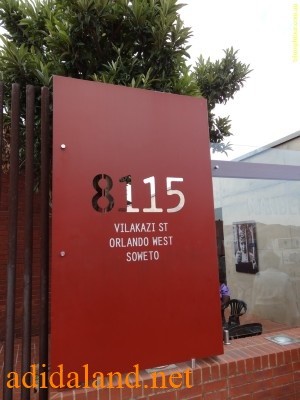 8115
VILAKAZI ST
ORLANDO WEST
SOWETO
adidaland.net